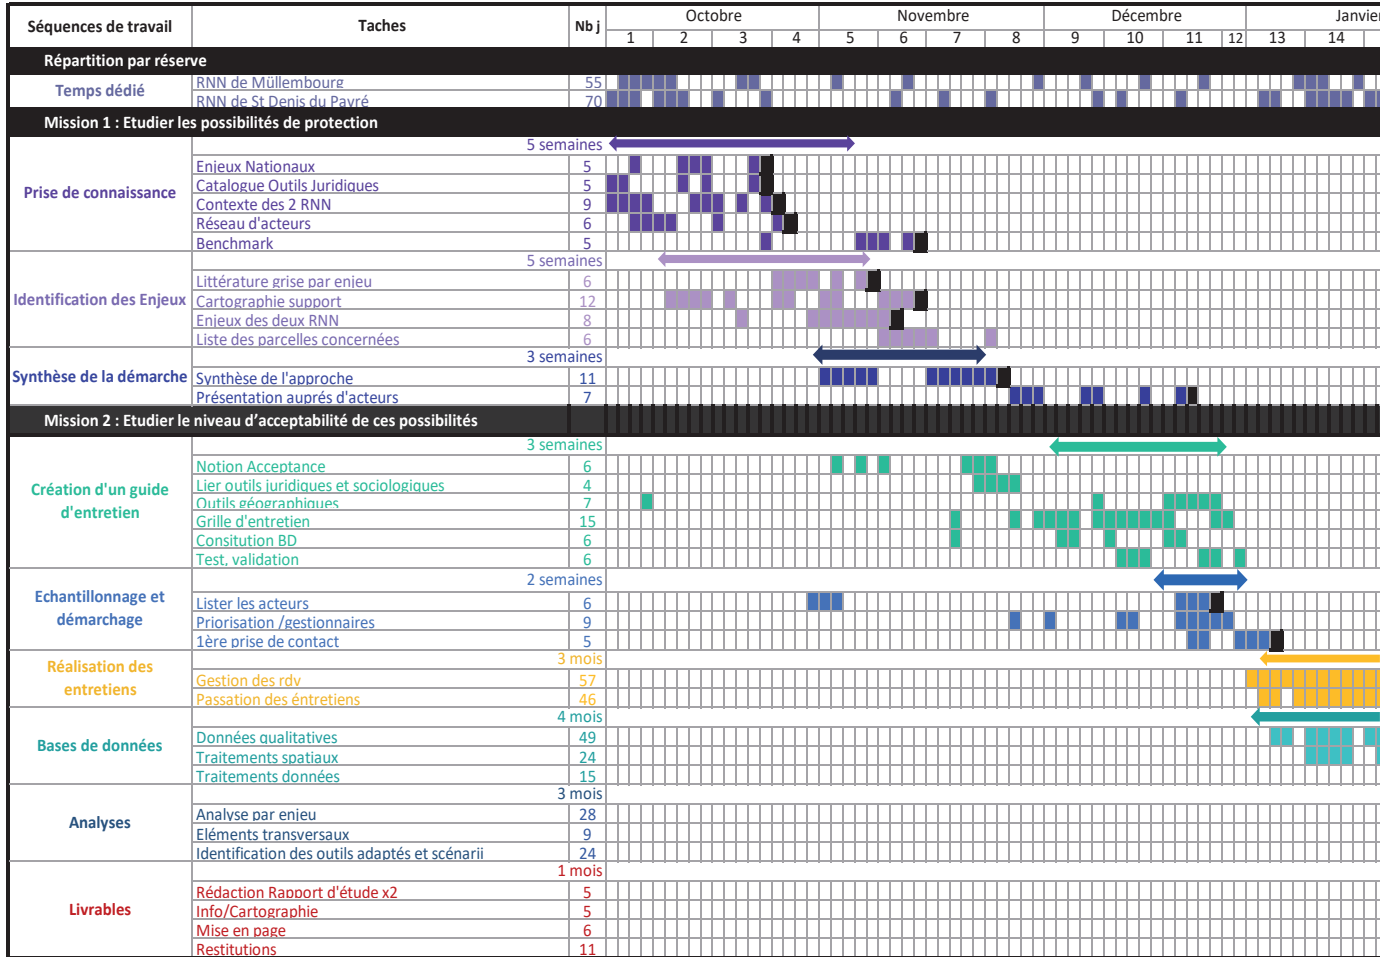 Séquences de travail Taches Nb j Octobre Novembre Décembre Janvie
1 2 3 4 5 6 7 8 9 10 11 12 13 14
Répartition par réserve
Temps dédié
RNN de Müllembourg 55
RNN de St Denis du Payré 70
Mission 1 : Etudier les possibilités de protection
5 semaines
Prise de connaissance
Enjeux Nationaux 5
Catalogue Outils Juridiques 5
Contexte des 2 RNN 9
Réseau d'acteurs 6
Benchmark 5
5 semaines
Identification des Enjeux
Littérature grise par enjeu 6
Cartographie support 12
Enjeux des deux RNN 8
Liste des parcelles concernées 6
3 semaines
Synthèse de la démarche
Synthèse de l'approche 11
Présentation auprés d'acteurs 7
Mission 2 : Etudier le niveau d'acceptabilité de ces possibilités
3 semaines
Création d'un guide
d'entretien
Notion Acceptance 6
Lier outils juridiques et sociologiques 4
Outils géographiques 7
Grille d'entretien 15
Consitution BD 6
Test, validation 6
2 semaines
Echantillonnage et
démarchage
Lister les acteurs 6
Priorisation /gestionnaires 9
1ère prise de contact 5
3 mois
Réalisation des
entretiens
Gestion des rdv 57
Passation des éntretiens 46
4 mois
Bases de données
Données qualitatives 49
Traitements spatiaux 24
Traitements données 15
3 mois
Analyses
Analyse par enjeu 28
Eléments transversaux 9
Identification des outils adaptés et scénarii 24
1 mois
Livrables
Rédaction Rapport d'étude x2 5
Info/Cartographie 5
Mise en page 6
Restitutions 11